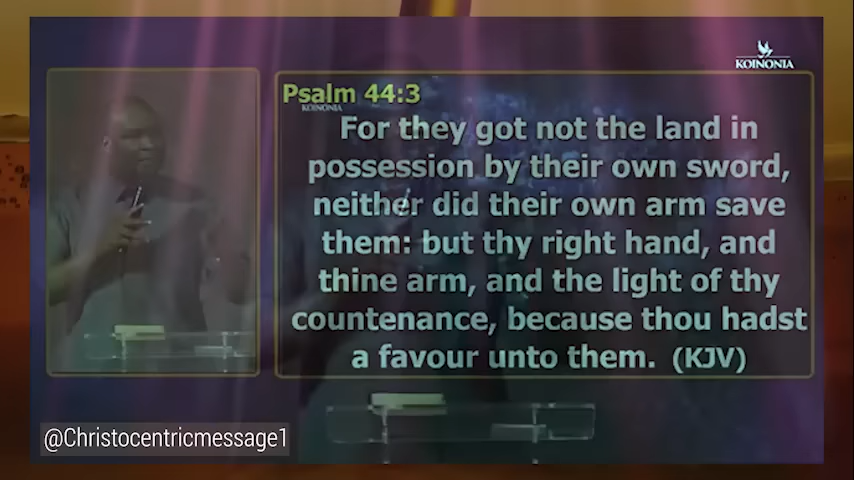 KOINONIA
Psalm 44:3
KOINONIA
For they got not the land in
possession by their own sword,
neither did their own arm save
them: but thy right hand, and
thine arm, and the light of thy
countenance, because thou hadst
a favour unto them. (KJV)
@Christocentricmessage1